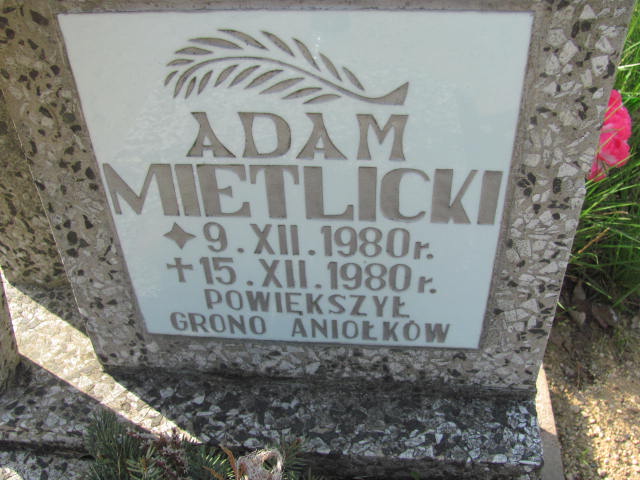 ADAM
MIETLICKI
✦ 9. XII. 1980r.
✝ 15. XII. 1980r.
POWIĘKSZYŁ
GRONO ANIOŁKÓW